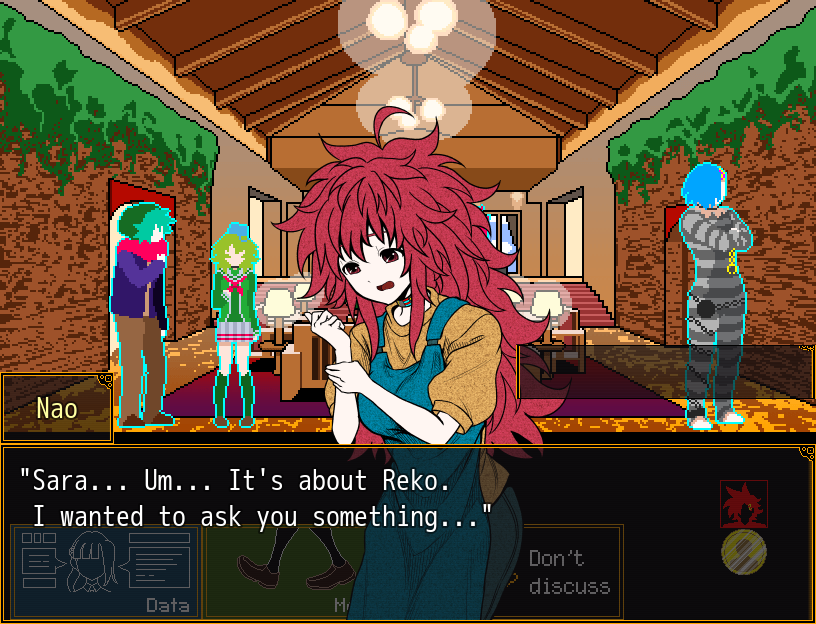 Nao
"Sara... Um... It's about Reko.
I wanted to ask you something..."
Data
Don't
discuss